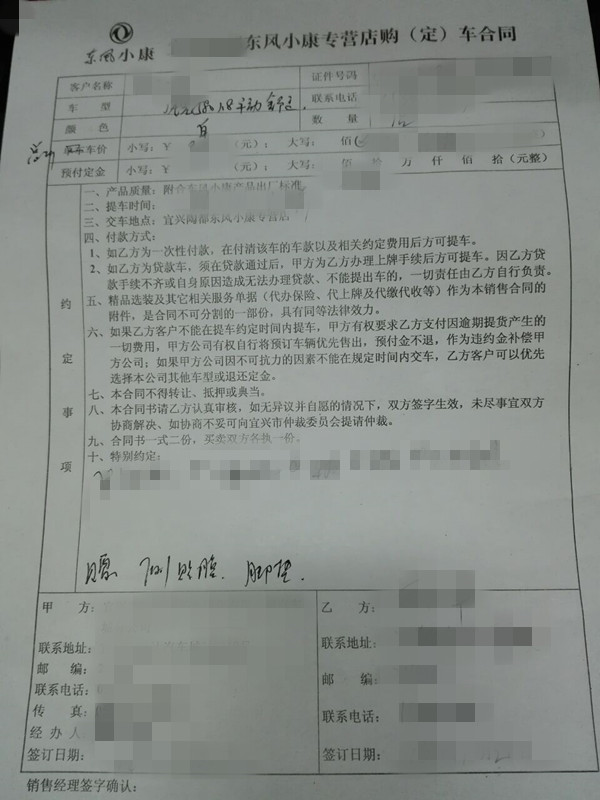 东风小康 东风小康专营店购（定）车合同
客户名称 证件号码
车 型 联系电话
颜 色 白 数 量
车价 小写：￥ （元）； 大写： 佰
预付定金 小写：￥ （元）； 大写： 佰 拾 万 仟 佰 拾（元整
约定事项
一、产品质量：附合东风小康产品出厂标准。
二、提车时间：
三、交车地点：宜兴陶都东风小康专营店
四、付款方式：
1、如乙方为一次性付款，在付清该车的车款以及相关约定费用后方可提车。
2、如乙方为贷款车，须在贷款通过后，甲方为乙方办理上牌手续后方可提车。因乙方贷
款手续不齐或自身原因造成无法办理贷款、不能提出车的，一切责任由乙方自行负责。
五、精品选装及其它相关服务单据（代办保险、代上牌及代缴代收等）作为本销售合同的
附件，是合同不可分割的一部份，具有同等法律效力。
六、如果乙方客户不能在提车约定时间内提车，甲方有权要求乙方支付因逾期提货产生的
一切费用，甲方公司有权自行将预订车辆优先售出，预付金不退，作为违约金补偿甲
方公司；如果甲方公司因不可抗力的因素不能在规定时间内交车，乙方客户可以优先
选择本公司其他车型或退还定金。
七、本合同不得转让、抵押或典当。
八、本合同书请乙方认真审核，如无异议并自愿的情况下，双方签字生效，未尽事宜双方
协商解决、如协商不妥可向宜兴市仲裁委员会提请仲裁。
九、合同书一式二份，买卖双方各执一份。
十、特别约定：
贴膜 脚垫
甲 方： 乙 方：
联系地址： 联系地址：
邮 编： 邮 编：
联系电话： 联系电话：
传 真：
经 办 人
签订日期： 签订日期：
销售经理签字确认：